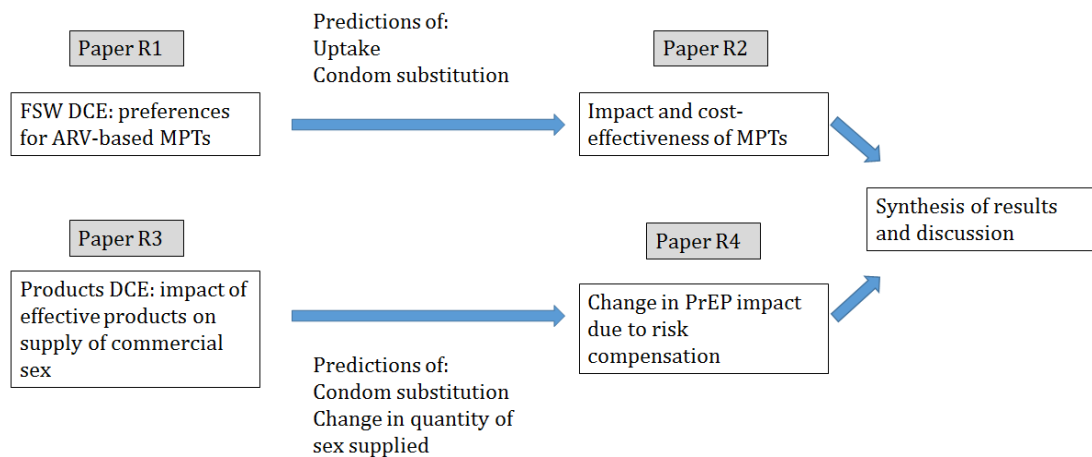 Paper R1
Predictions of:
Uptake
Condom substitution
Paper R2
FSW DCE: preferences
for ARV-based MPTs
Impact and cost-
effectiveness of MPTs
Synthesis of results
and discussion
Paper R3
Paper R4
Products DCE: impact of
effective products on
supply of commercial
sex
Change in PrEP impact
due to risk
compensation
Predictions of:
Condom substitution
Change in quantity of
sex supplied